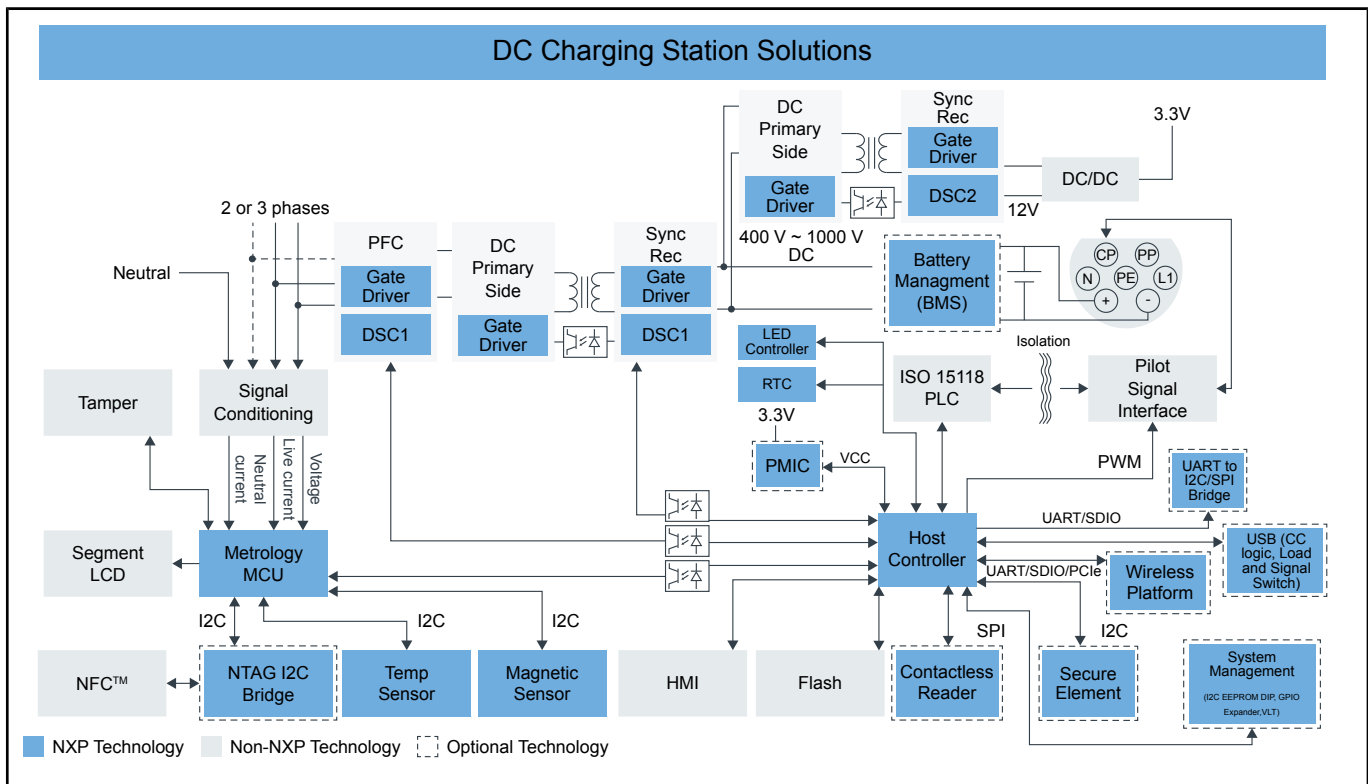 DC Charging Station Solutions
DC
Primary
Side
Gate
Driver
Sync
Rec
Gate
Driver
DSC2
3.3V
DC/DC
12V
2 or 3 phases
Neutral
PFC
Gate
Driver
DSC1
DC
Primary
Side
Gate
Driver
Sync
Rec
Gate
Driver
DSC1
400 V ~ 1000 V
DC
Battery
Managment
(BMS)
CP
PP
N
PE
L1
+
-
LED
Controller
RTC
3.3V
PMIC
VCC
ISO 15118
PLC
Isolation
Pilot
Signal
Interface
PWM
Tamper
Signal
Conditioning
Neutral
current
Live current
Voltage
Segment
LCD
Metrology
MCU
Host
Controller
UART/SDIO
UART to
I2C/SPI
Bridge
USB (CC
logic, Load
and Signal
Switch)
UART/SDIO/PCIe
Wireless
Platform
I2C
I2C
I2C
SPI
I2C
NFC™
NTAG I2C
Bridge
Temp
Sensor
Magnetic
Sensor
HMI
Flash
Contactless
Reader
Secure
Element
System
Management
(I2C EEPROM DIP, GPIO
Expander,VLT)
NXP Technology
Non-NXP Technology
Optional Technology